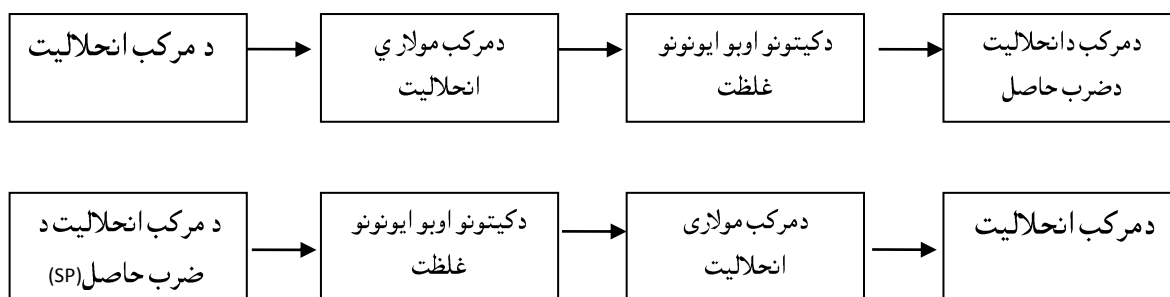 د مرکب انحلالیت
دمرکب مولاري
انحلالیت
دکیتونو اوبو ایونونو
غلظت
دمرکب دانحلالیت
دضرب حاصل
د مرکب انحلالیت د
ضرب حاصل(SP)
دکیتونو اوبو ایونونو
غلظت
دمرکب مولاری
انحلالیت
دمرکب انحلالیت